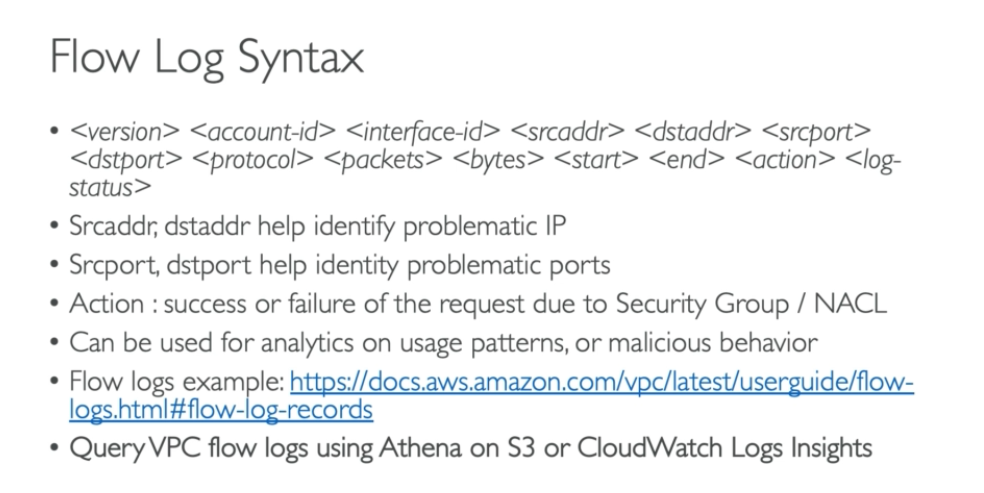 Flow Log Syntax
• <version> <account-id> <interface-id> <srcaddr> <dstaddr> <srcport>
<dstport> <protocol> <packets> <bytes> <start> <end> <action> <log-
status>
• Srcaddr, dstaddr help identify problematic IP
• Srcport, dstport help identity problematic ports
• Action : success or failure of the request due to Security Group / NACL
• Can be used for analytics on usage patterns, or malicious behavior
• Flow logs example: https://docs.aws.amazon.com/vpc/latest/userguide/flow-
logs.html#flow-log-records
• Query VPC flow logs using Athena on S3 or CloudWatch Logs Insights